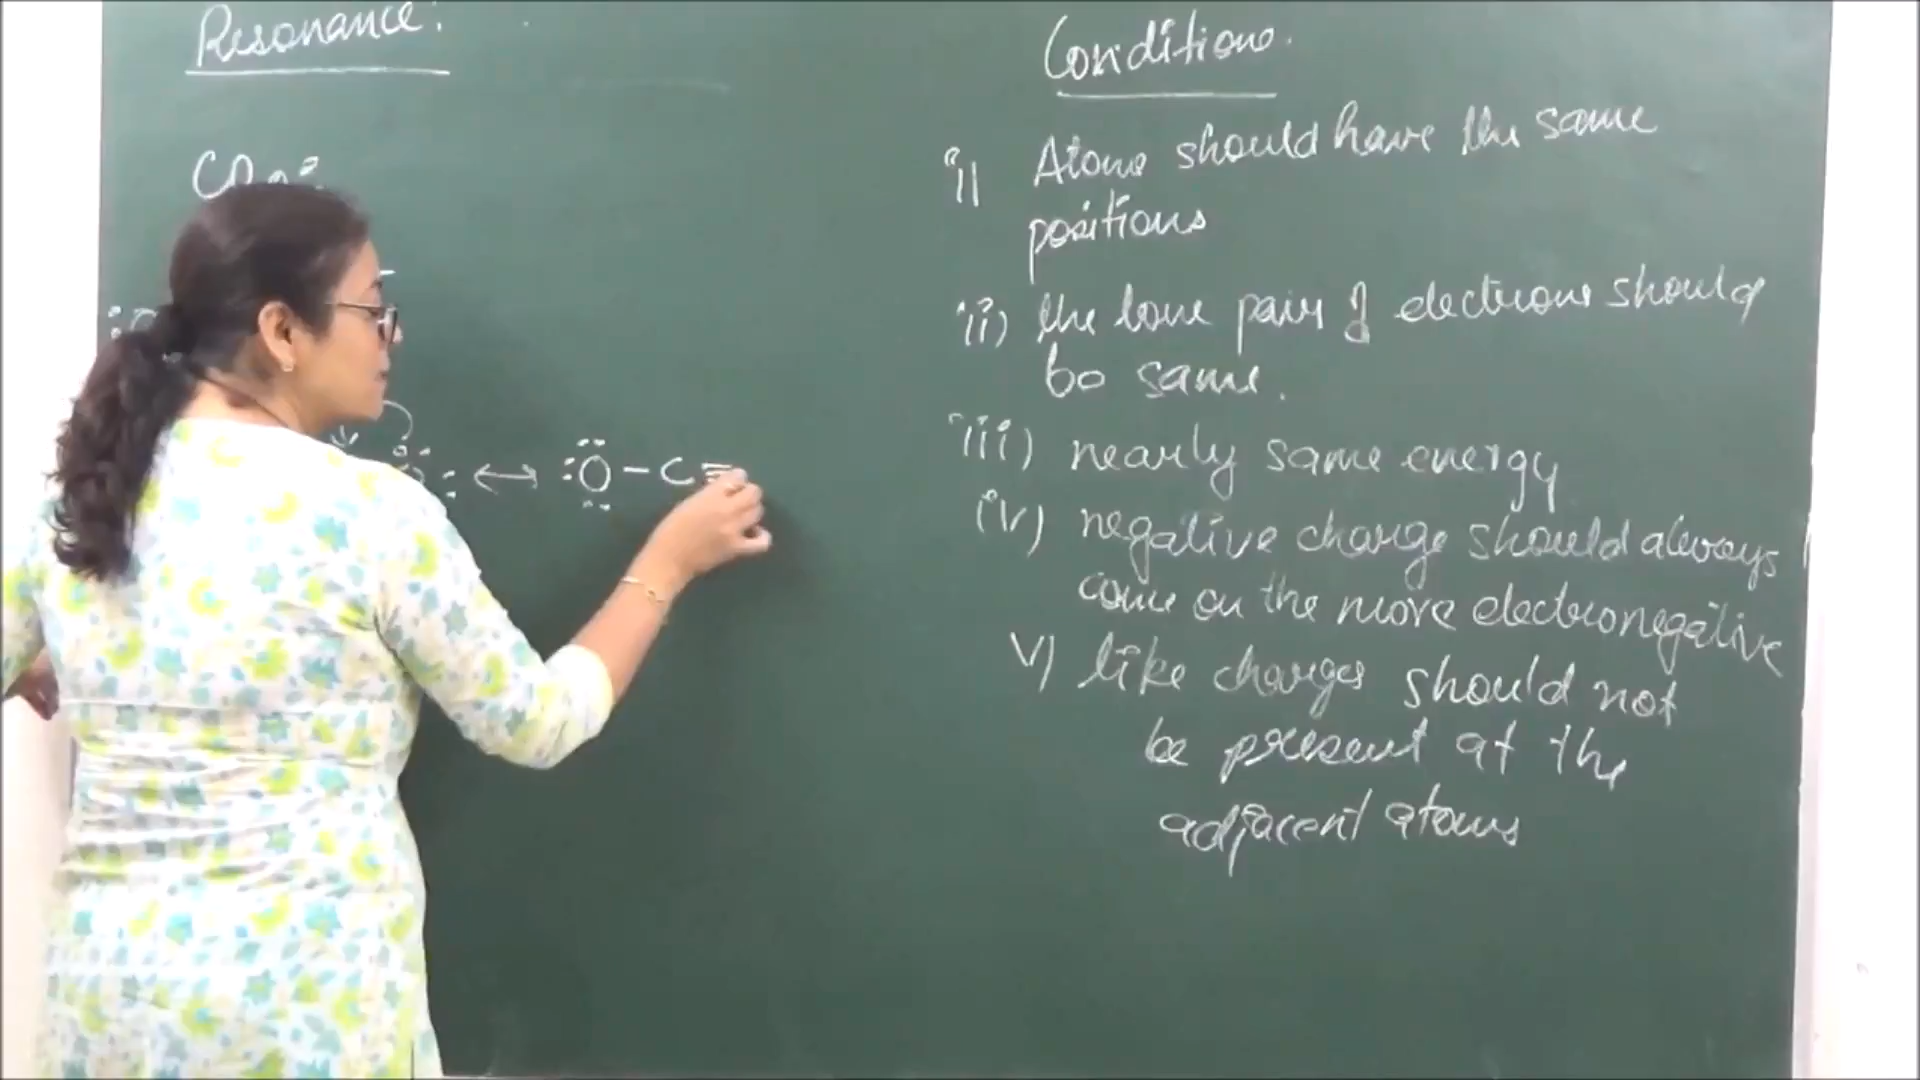 Resonance:
CO
:O
↔ :O - C ≡
Conditions.
i) Atoms should have the same
positions
ii) the lone pair of electrons should
be same.
iii) nearly same energy
iv) negative charge should always
come on the more electronegative
v) like charges should not
be present at the
adjacent atoms